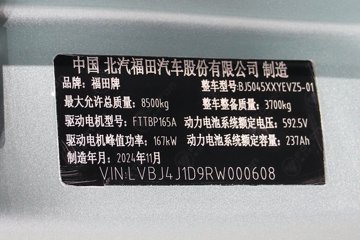 中国 北汽福田汽车股份有限公司 制造
品牌：福田牌 整车型号：BJ5045XXYEVZ5-01
最大允许总质量：8500kg 整车整备质量：3700kg
驱动电机型号：FTTBP165A 动力电池系统额定电压：592.5V
驱动电机峰值功率：167kW 动力电池系统额定容量：237Ah
制造年月：2024年11月
VIN:LVBJ4J1D9RW000608